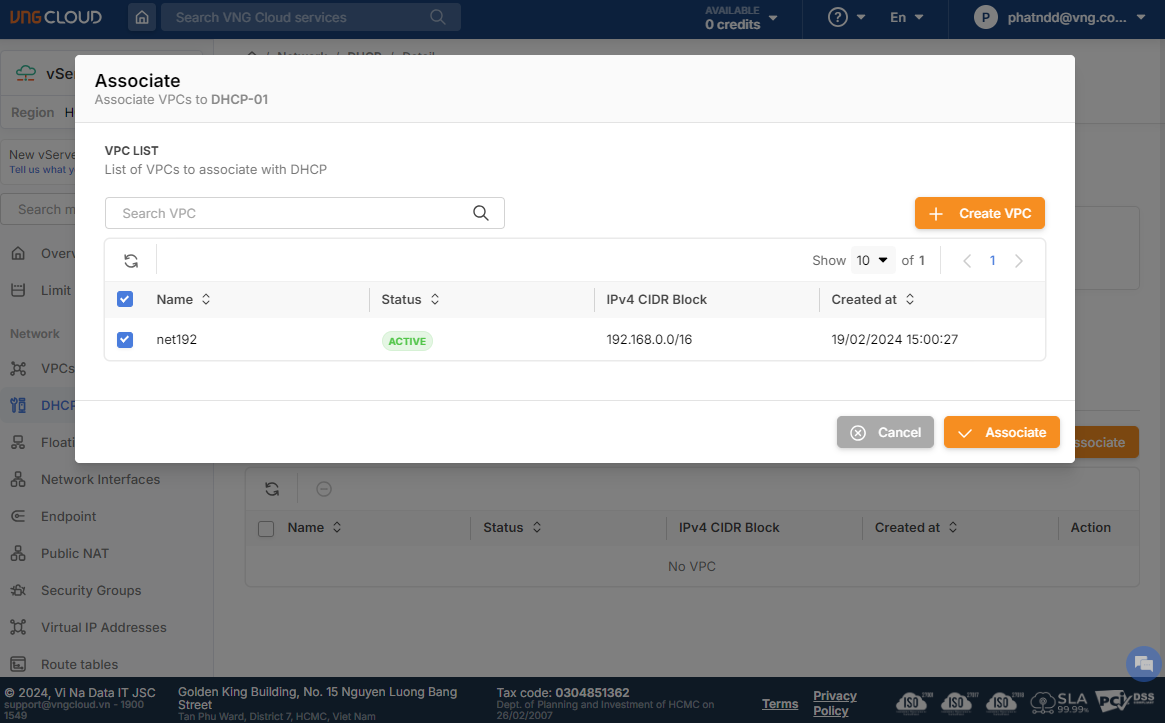 VNGCLOUD
Search VNG Cloud services
AVAILABLE
0 credits
En
P
phatndd@vng.co...
Network / DHCP / Detail
vSe
Region
New vServe
Tell us what y
Search m
Overv
Limit
Network
VPCs
DHCP
Floati
Network Interfaces
Endpoint
Public NAT
Security Groups
Virtual IP Addresses
Route tables
Associate
Associate VPCs to DHCP-01
VPC LIST
List of VPCs to associate with DHCP
Search VPC
Create VPC
Show 10 of 1
1
Name Status IPv4 CIDR Block Created at
net192 ACTIVE 192.168.0.0/16 19/02/2024 15:00:27
Cancel Associate
ssociate
Name Status IPv4 CIDR Block Created at Action
No VPC
© 2024, Vi Na Data IT JSC
support@vngcloud.vn - 1900
1549
Golden King Building, No. 15 Nguyen Luong Bang
Street
Tan Phu Ward, District 7, HCMC, Viet Nam
Tax code: 0304851362
Dept. of Planning and Investment of HCMC on
26/02/2007
Terms
Privacy
Policy
ISO
ISO
ISO
SLA
99.99%
PCI DSS